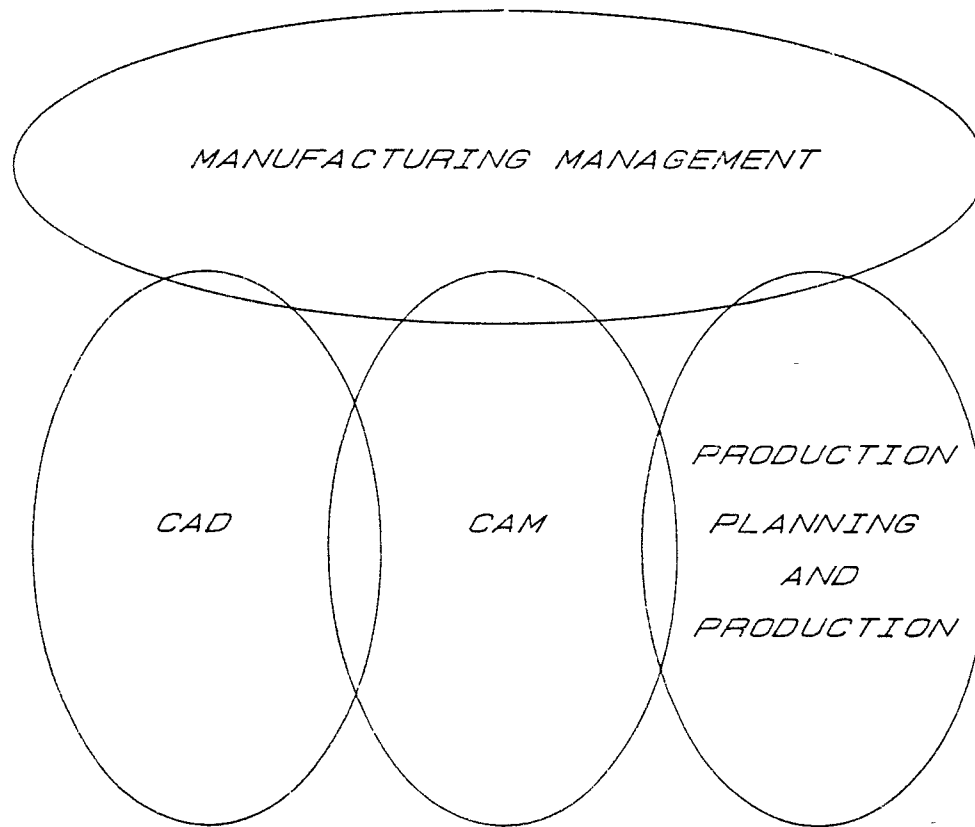 MANUFACTURING MANAGEMENT
CAD
CAM
PRODUCTION
PLANNING
AND
PRODUCTION